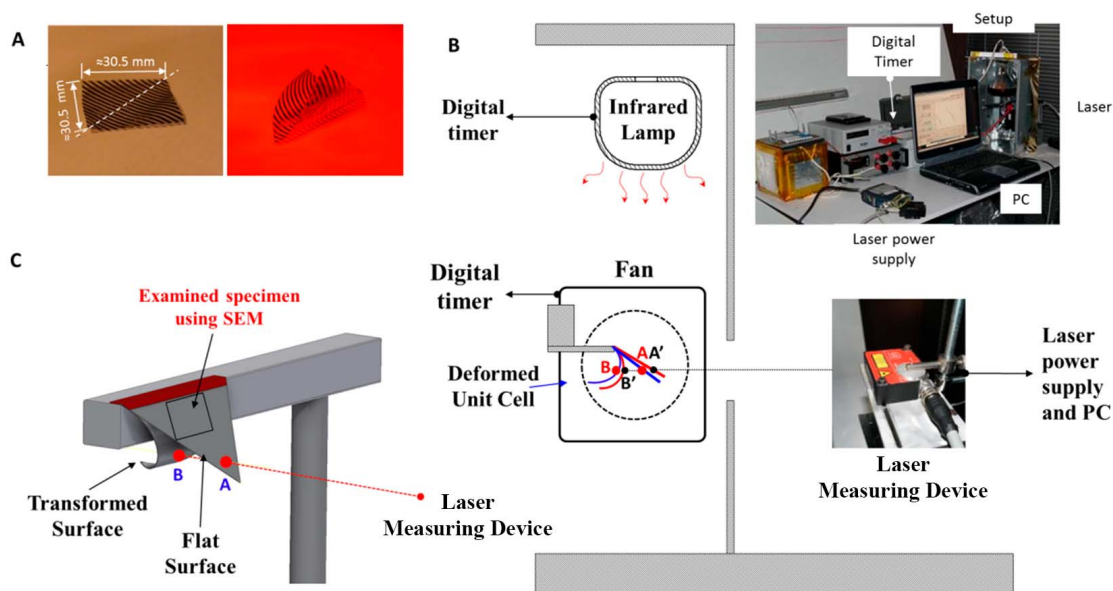 A
≈30.5 mm
≈30.5 mm
B
Digital
timer
Infrared
Lamp
Setup
Digital
Timer
Laser
PC
Laser power
supply
C
Examined specimen
using SEM
B
A
Transformed
Surface
Flat
Surface
Laser
Measuring Device
Digital
timer
Fan
Deformed
Unit Cell
A
A’
B
B’
Laser
Measuring Device
Laser
power
supply
and PC